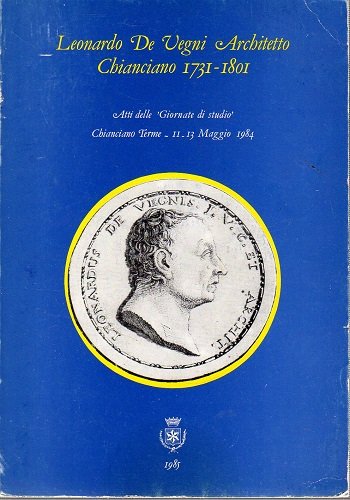 Leonardo De Vegni Architetto
Chianciano 1731-1801
Atti delle 'Giornate di studio'
Chianciano Terme - 11-13 Maggio 1984
LEONARDUS DE VEGNIS. I. V. C. ET ARCHIT.
1985